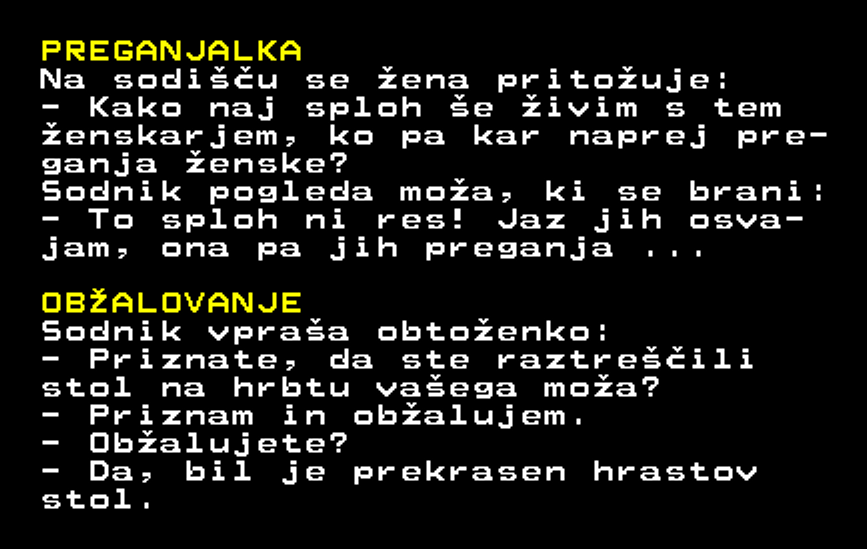 PREGANJALKA
Na sodišču se žena pritožuje:
- Kako naj sploh še živim s tem
ženskarjem, ko pa kar naprej pre-
ganja ženske?
Sodnik pogleda moža, ki se brani:
- To sploh ni res! Jaz jih osva-
jam, ona pa jih preganja ...
OBŽALOVANJE
Sodnik vpraša obtoženko:
- Priznate, da ste raztreščili
stol na hrbtu vašega moža?
- Priznam in obžalujem.
- Obžalujete?
- Da, bil je prekrasen hrastov
stol.